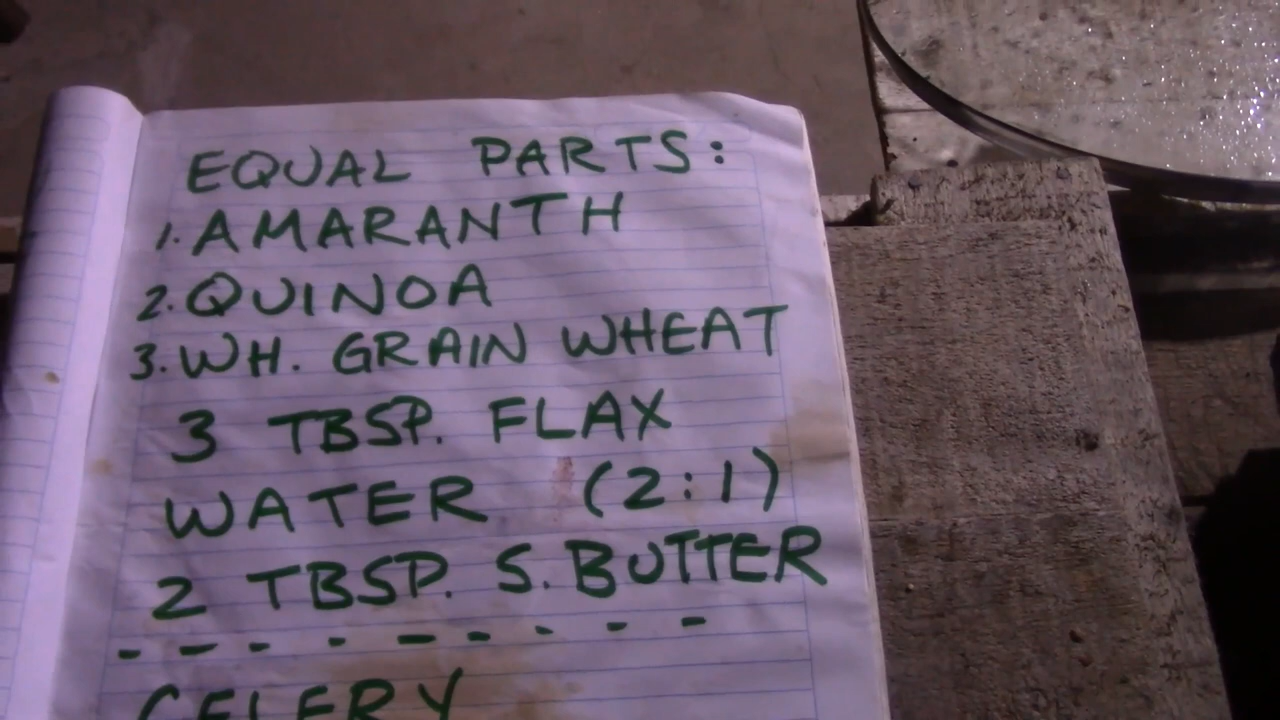 EQUAL PARTS:
1. AMARANTH
2. QUINOA
3. WH. GRAIN WHEAT
3 TBSP. FLAX
WATER (2:1)
2 TBSP. S. BUTTER
- - - - - - - - -
CELERY